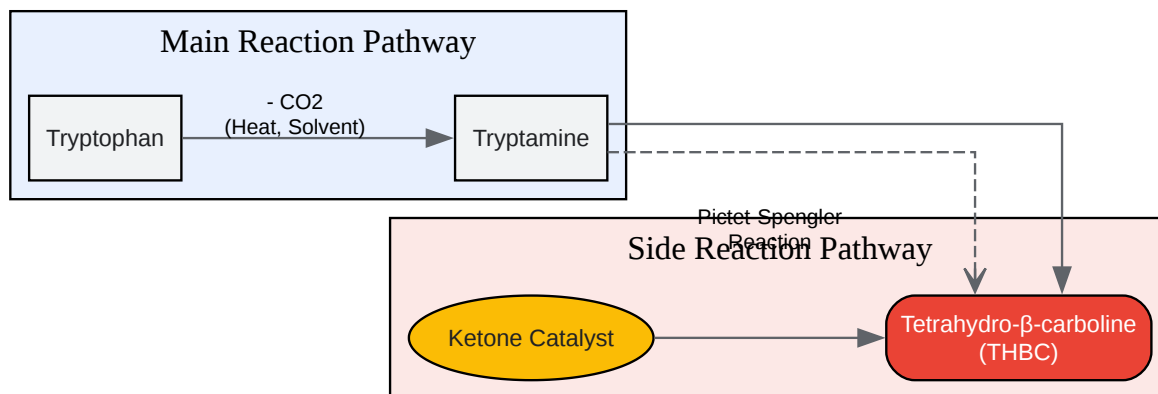 Main Reaction Pathway
- CO2
(Heat, Solvent)
Tryptophan
Tryptamine
Pictet-Spengler
Reaction
Side Reaction Pathway
Ketone Catalyst
Tetrahydro-β-carboline
(THBC)